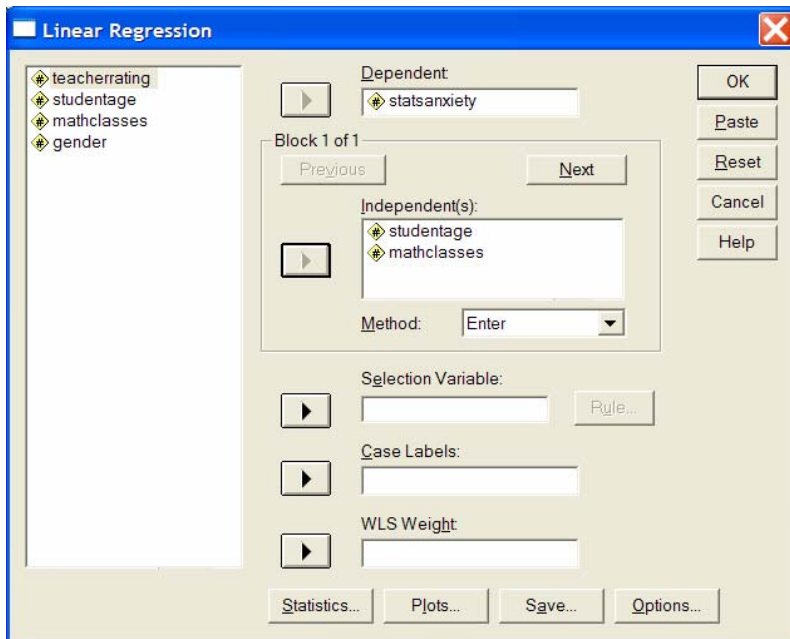 Linear Regression
teacherrating
studentage
mathclasses
gender
Dependent:
statsanxiety
Block 1 of 1
Previous
Next
Independent(s):
studentage
mathclasses
Method:
Enter
Selection Variable:
Rule...
Case Labels:
WLS Weight:
Statistics...
Plots...
Save...
Options...
OK
Paste
Reset
Cancel
Help